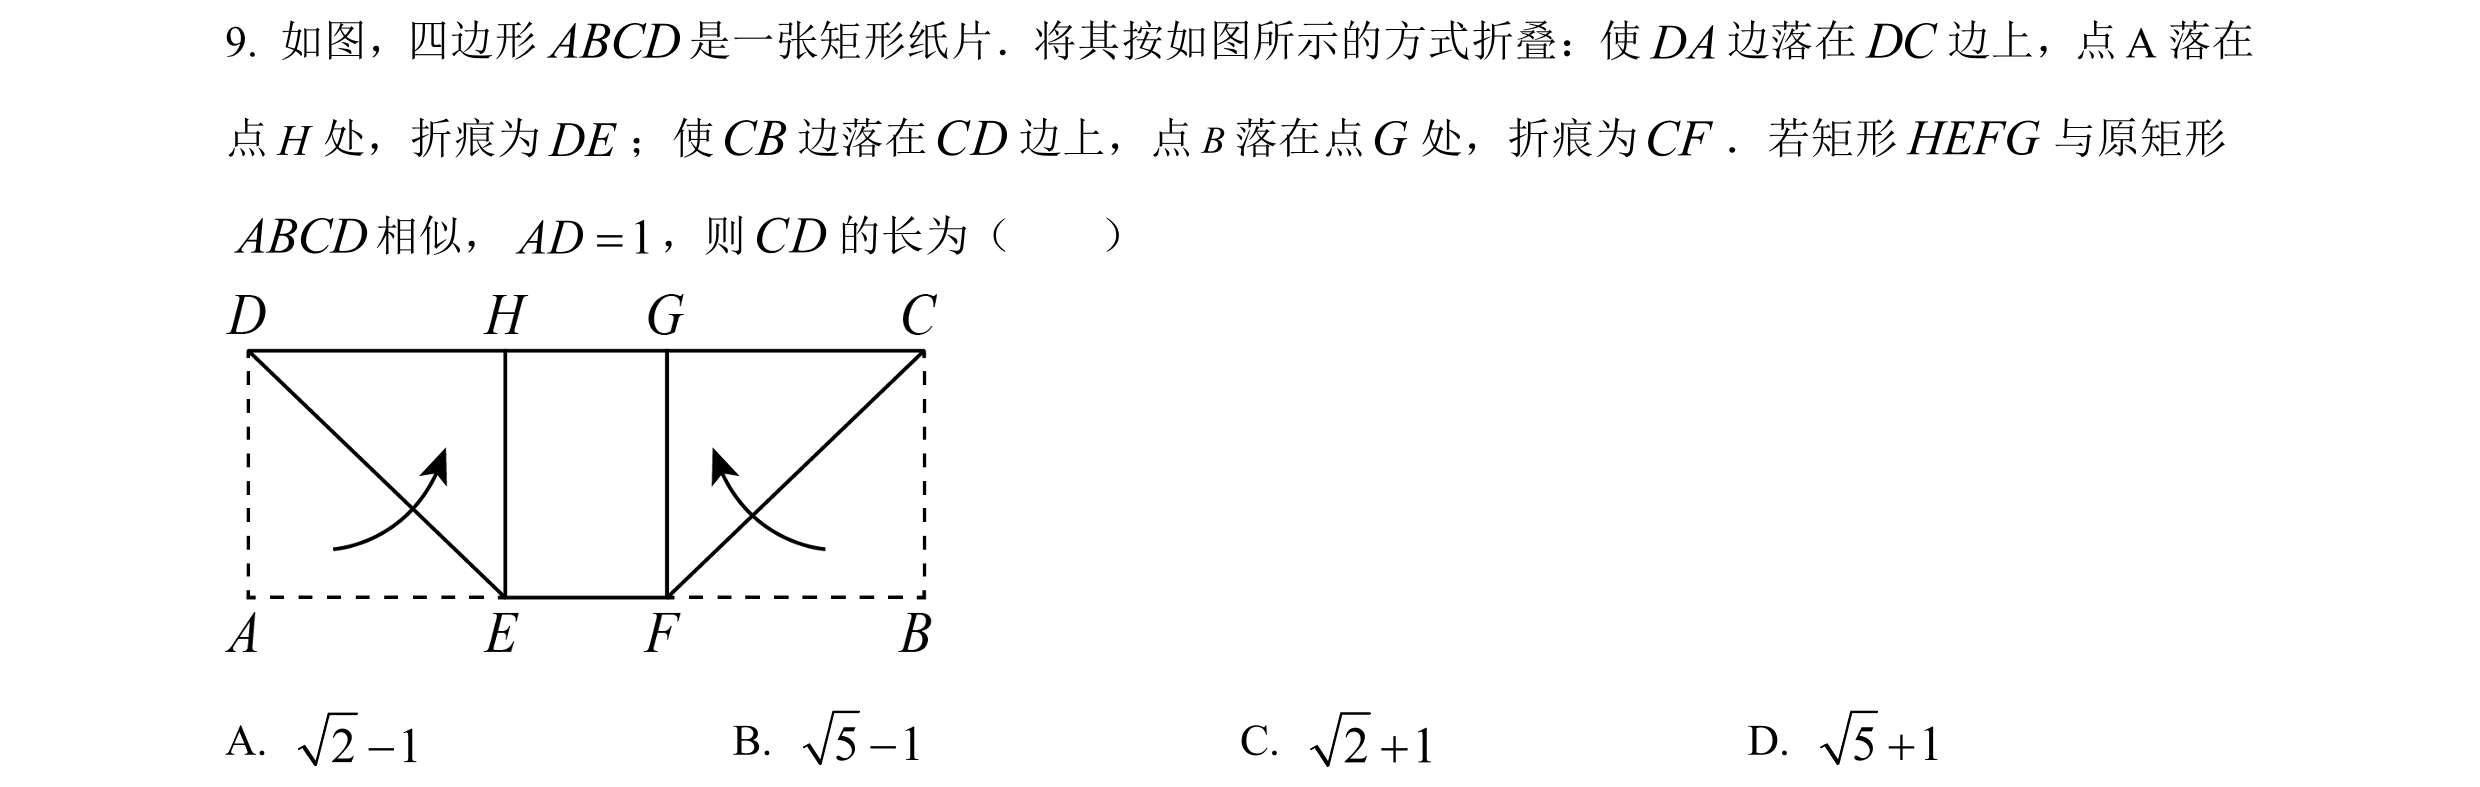 9. 如图，四边形 ABCD 是一张矩形纸片．将其按如图所示的方式折叠：使 DA 边落在 DC 边上，点 A 落在
点 H 处，折痕为 DE；使 CB 边落在 CD 边上，点 B 落在点 G 处，折痕为 CF．若矩形 HEFG 与原矩形
ABCD 相似，AD = 1，则 CD 的长为（　　）
D H G C
A E F B
A. √2 − 1 B. √5 − 1 C. √2 + 1 D. √5 + 1